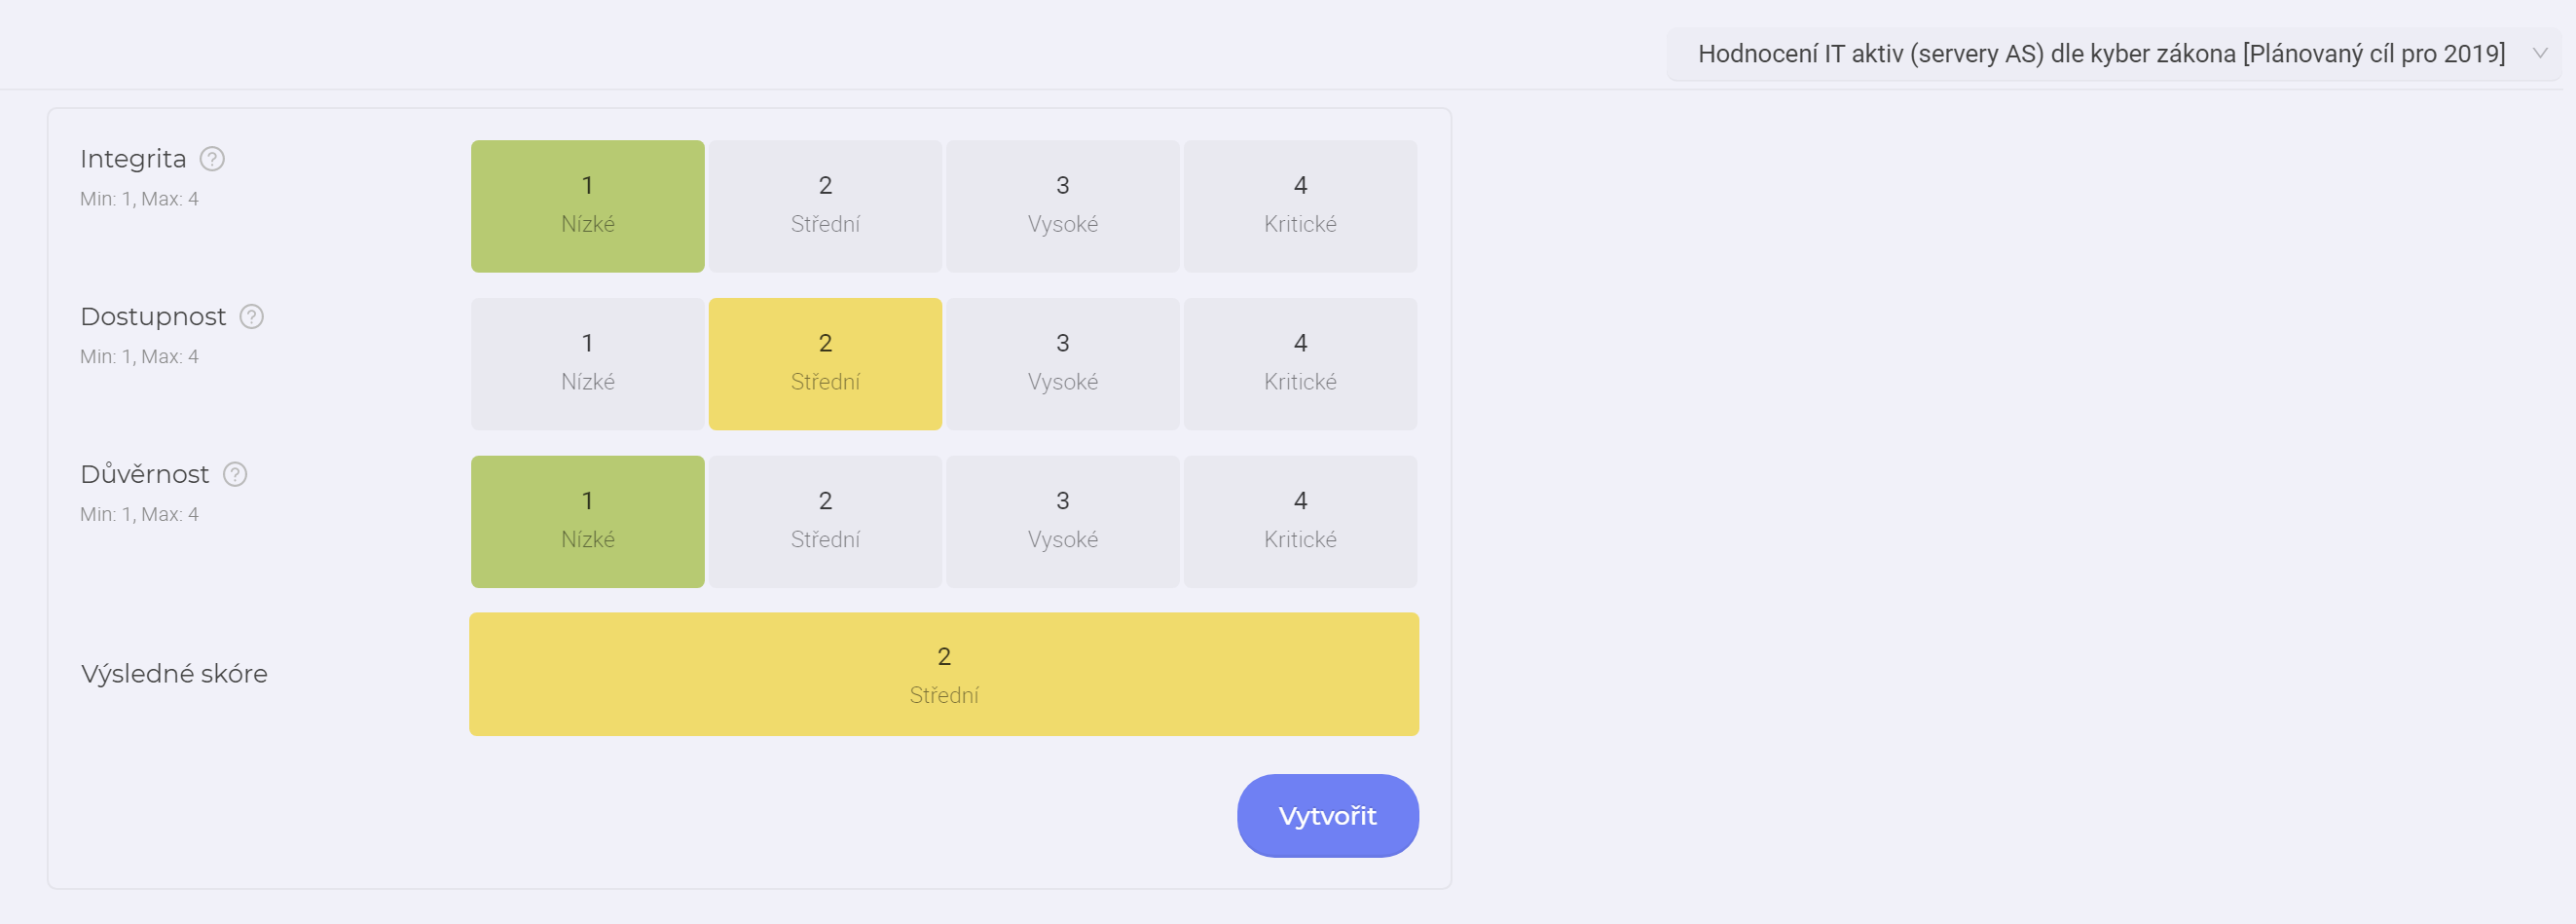 Hodnocení IT aktiv (servery AS) dle kyber zákona [Plánovaný cíl pro 2019]
Integrita ?
Min: 1, Max: 4
1 2 3 4
Nízké Střední Vysoké Kritické
Dostupnost ?
Min: 1, Max: 4
1 2 3 4
Nízké Střední Vysoké Kritické
Důvěrnost ?
Min: 1, Max: 4
1 2 3 4
Nízké Střední Vysoké Kritické
Výsledné skóre
2
Střední
Vytvořit